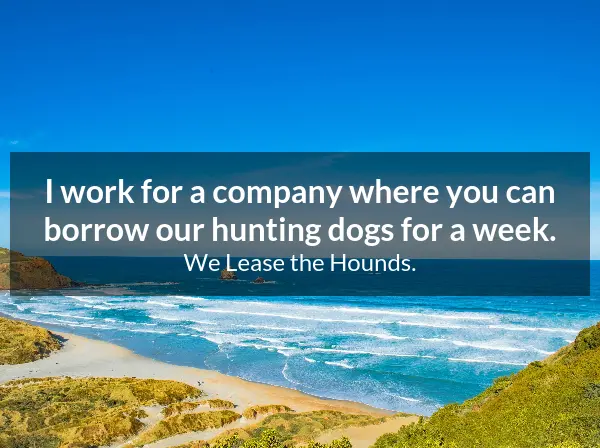 I work for a company where you can
borrow our hunting dogs for a week.
We Lease the Hounds.